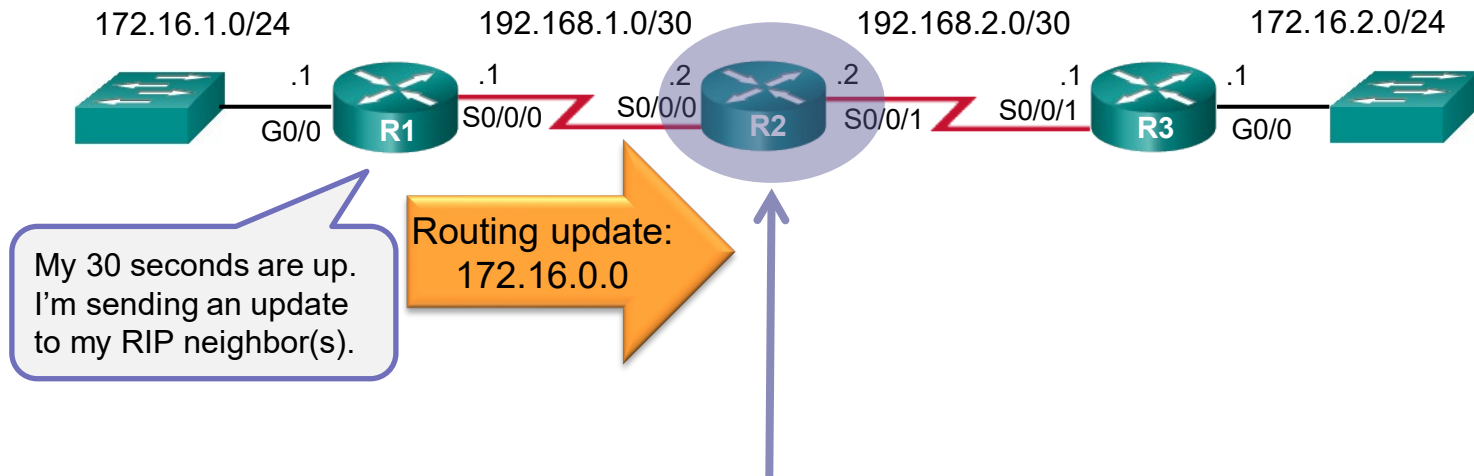 172.16.1.0/24
192.168.1.0/30
192.168.2.0/30
172.16.2.0/24
.1
.1
.2
.2
.1
.1
G0/0
R1
S0/0/0
S0/0/0
R2
S0/0/1
S0/0/1
R3
G0/0
My 30 seconds are up.
I'm sending an update
to my RIP neighbor(s).
Routing update:
172.16.0.0